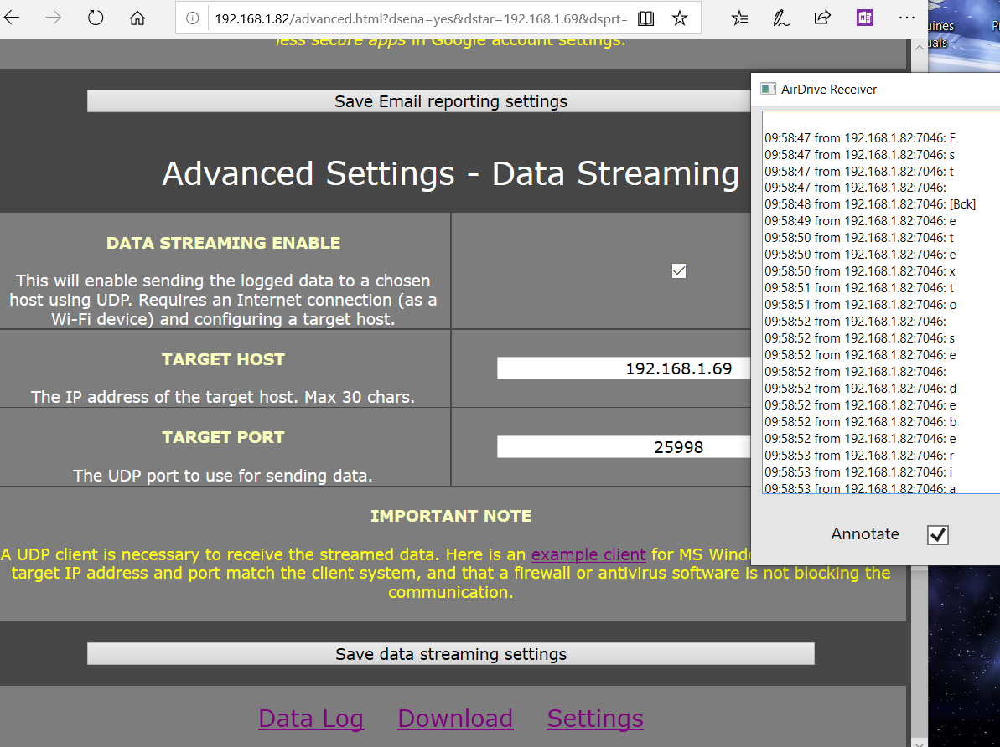 192.168.1.82/advanced.html?dsena=yes&dstar=192.168.1.69&dsprt=
less secure apps in Google account settings.
Save Email reporting settings
Advanced Settings - Data Streaming
DATA STREAMING ENABLE
This will enable sending the logged data to a chosen
host using UDP. Requires an Internet connection (as a
Wi-Fi device) and configuring a target host.
TARGET HOST
192.168.1.69
The IP address of the target host. Max 30 chars.
TARGET PORT
25998
The UDP port to use for sending data.
IMPORTANT NOTE
A UDP client is necessary to receive the streamed data. Here is an example client for MS Windo
target IP address and port match the client system, and that a firewall or antivirus software is not blocking the
communication.
Save data streaming settings
Data Log Download Settings
AirDrive Receiver
09:58:47 from 192.168.1.82:7046: E
09:58:47 from 192.168.1.82:7046: s
09:58:47 from 192.168.1.82:7046: t
09:58:47 from 192.168.1.82:7046:
09:58:48 from 192.168.1.82:7046: [Bck]
09:58:49 from 192.168.1.82:7046: e
09:58:50 from 192.168.1.82:7046: t
09:58:50 from 192.168.1.82:7046: e
09:58:50 from 192.168.1.82:7046: x
09:58:51 from 192.168.1.82:7046: t
09:58:51 from 192.168.1.82:7046: o
09:58:52 from 192.168.1.82:7046:
09:58:52 from 192.168.1.82:7046: s
09:58:52 from 192.168.1.82:7046: e
09:58:52 from 192.168.1.82:7046:
09:58:52 from 192.168.1.82:7046: d
09:58:52 from 192.168.1.82:7046: e
09:58:52 from 192.168.1.82:7046: b
09:58:52 from 192.168.1.82:7046: e
09:58:53 from 192.168.1.82:7046: r
09:58:53 from 192.168.1.82:7046: i
09:58:53 from 192.168.1.82:7046: a
Annotate
uines
uals